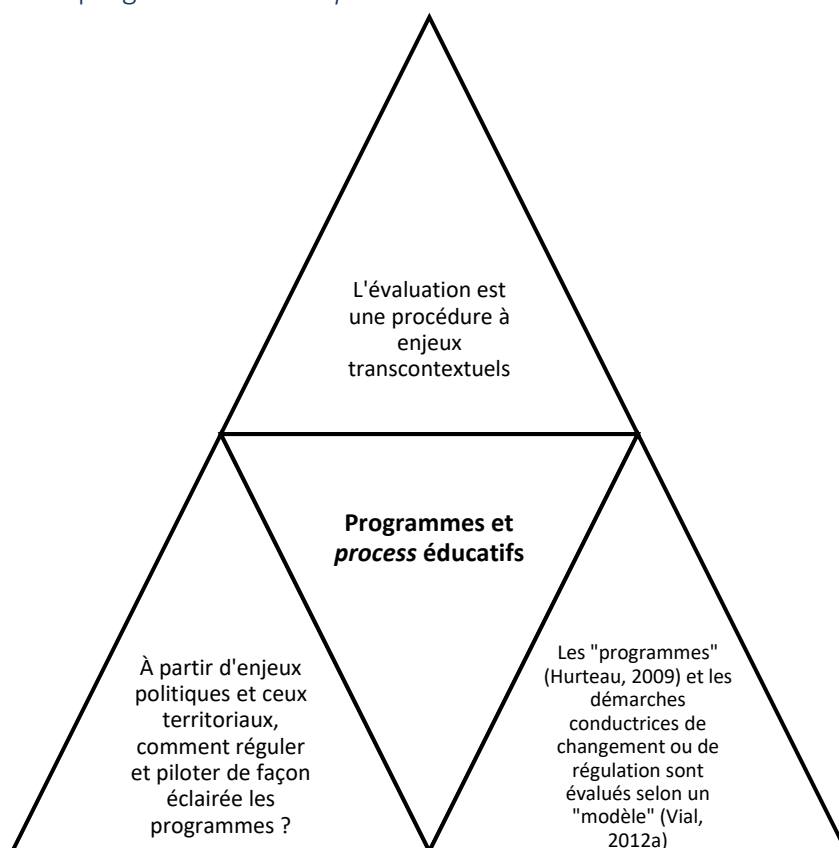 L'évaluation est
une procédure à
enjeux
transcontextuels
Programmes et
process éducatifs
À partir d'enjeux
politiques et ceux
territoriaux,
comment réguler
et piloter de façon
éclairée les
programmes ?
Les "programmes"
(Hurteau, 2009) et les
démarches
conductrices de
changement ou de
régulation sont
évalués selon un
"modèle" (Vial,
2012a)